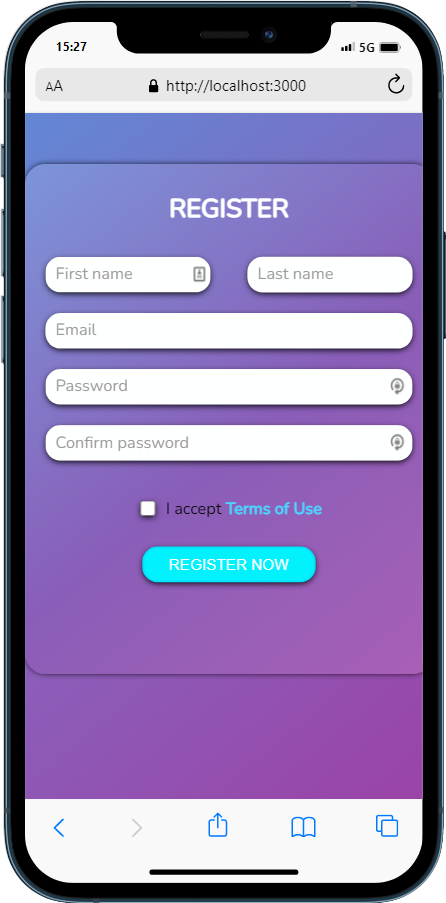 15:27
5G
AA
http://localhost:3000
REGISTER
First name
Last name
Email
Password
Confirm password
I accept Terms of Use
REGISTER NOW